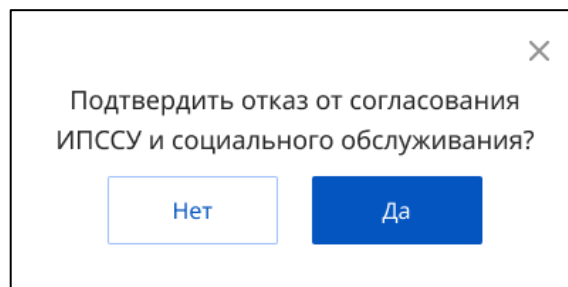 Подтвердить отказ от согласования
ИПССУ и социального обслуживания?
Нет
Да